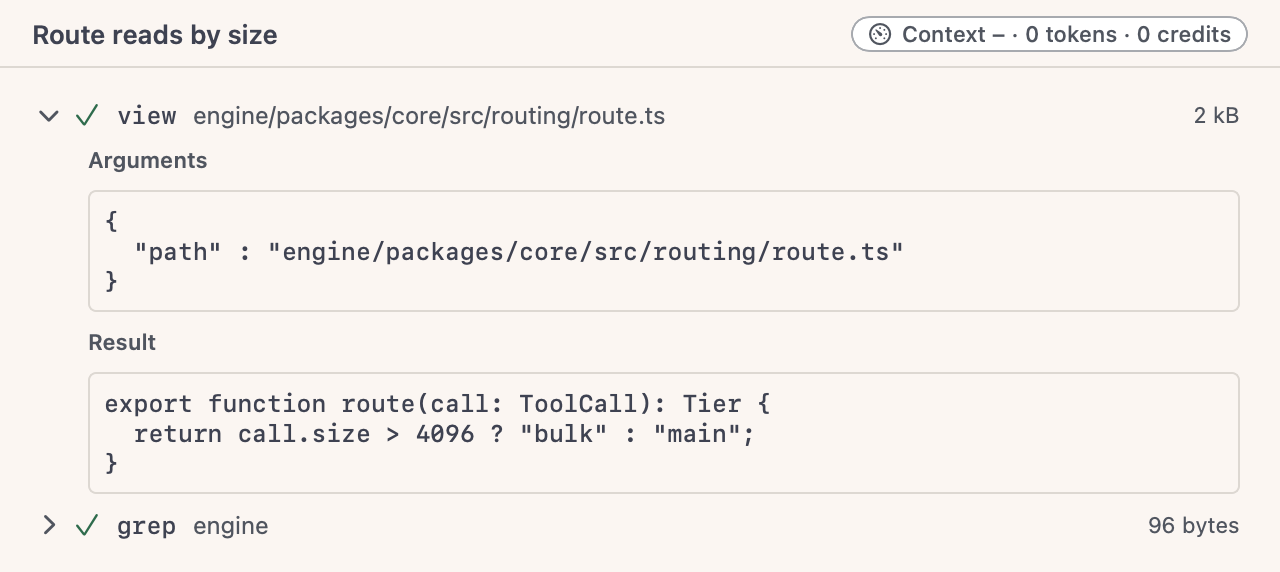 Route reads by size
Context – · 0 tokens · 0 credits
view engine/packages/core/src/routing/route.ts 2 kB
Arguments
{
  "path" : "engine/packages/core/src/routing/route.ts"
}
Result
export function route(call: ToolCall): Tier {
  return call.size > 4096 ? "bulk" : "main";
}
grep engine 96 bytes